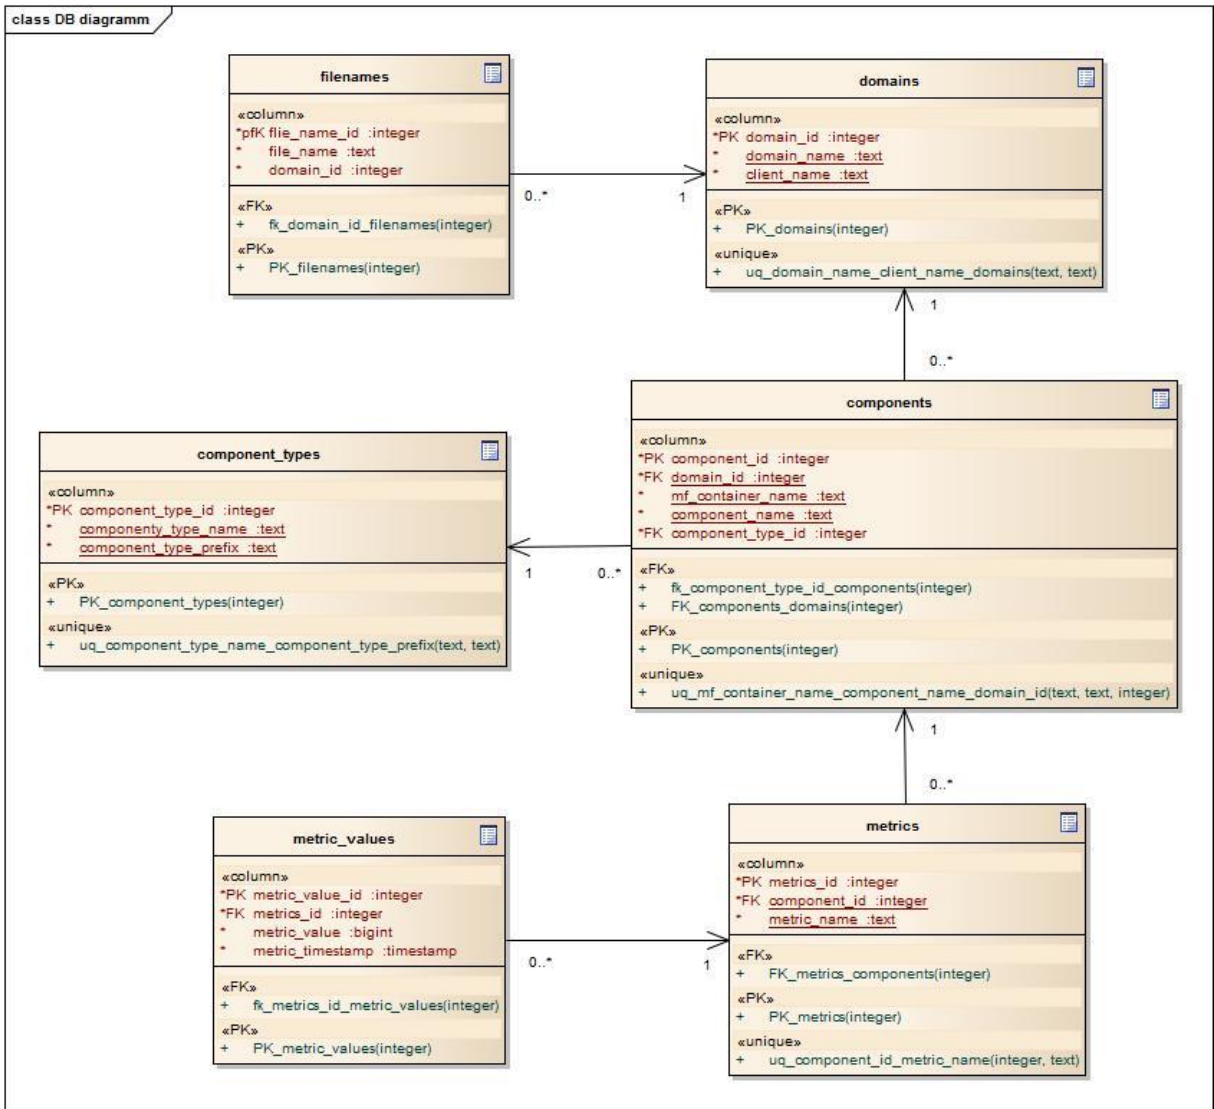 class DB diagramm
filenames
«column»
*pfK flie_name_id :integer
* file_name :text
* domain_id :integer
«FK»
+ fk_domain_id_filenames(integer)
«PK»
+ PK_filenames(integer)
0..*
1
domains
«column»
*PK domain_id :integer
* domain_name :text
* client_name :text
«PK»
+ PK_domains(integer)
«unique»
+ uq_domain_name_client_name_domains(text, text)
1
0..*
component_types
«column»
*PK component_type_id :integer
* componenty_type_name :text
* component_type_prefix :text
«PK»
+ PK_component_types(integer)
«unique»
+ uq_component_type_name_component_type_prefix(text, text)
1
0..*
components
«column»
*PK component_id :integer
*FK domain_id :integer
* mf_container_name :text
* component_name :text
*FK component_type_id :integer
«FK»
+ fk_component_type_id_components(integer)
+ FK_components_domains(integer)
«PK»
+ PK_components(integer)
«unique»
+ uq_mf_container_name_component_name_domain_id(text, text, integer)
1
0..*
metric_values
«column»
*PK metric_value_id :integer
*FK metrics_id :integer
* metric_value :bigint
* metric_timestamp :timestamp
«FK»
+ fk_metrics_id_metric_values(integer)
«PK»
+ PK_metric_values(integer)
0..*
1
metrics
«column»
*PK metrics_id :integer
*FK component_id :integer
* metric_name :text
«FK»
+ FK_metrics_components(integer)
«PK»
+ PK_metrics(integer)
«unique»
+ uq_component_id_metric_name(integer, text)